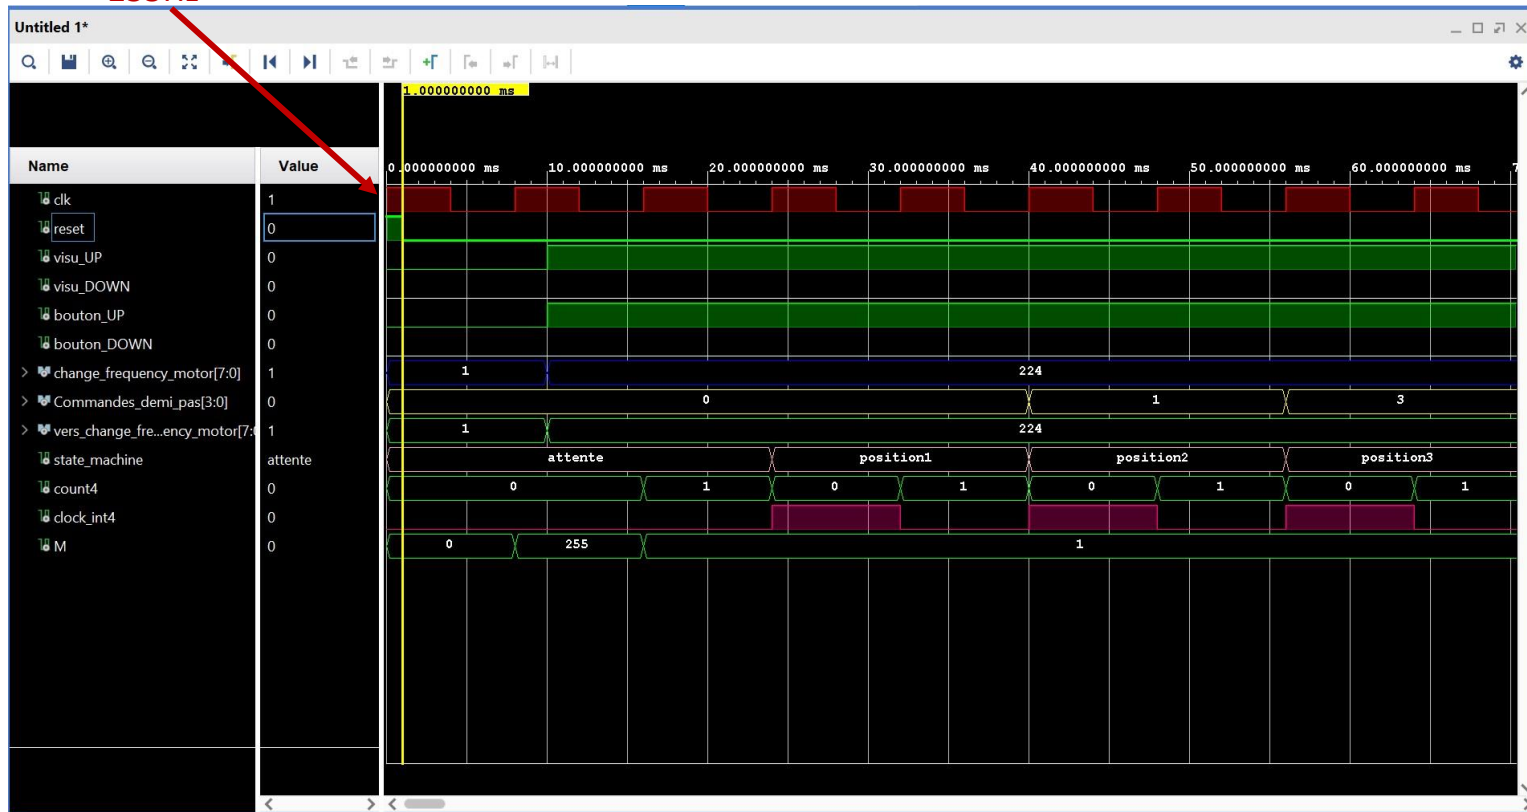 Untitled 1*
1.000000000 ms
Name Value
0.000000000 ms 10.000000000 ms 20.000000000 ms 30.000000000 ms 40.000000000 ms 50.000000000 ms 60.000000000 ms 7
clk 1
reset 0
visu_UP 0
visu_DOWN 0
bouton_UP 0
bouton_DOWN 0
change_frequency_motor[7:0] 1 1 224
Commandes_demi_pas[3:0] 0 0 1 3
vers_change_fre...ency_motor[7:( 1 1 224
state_machine attente attente position1 position2 position3
count4 0 0 1 0 1 0 1 0 1
clock_int4 0
M 0 0 255 1